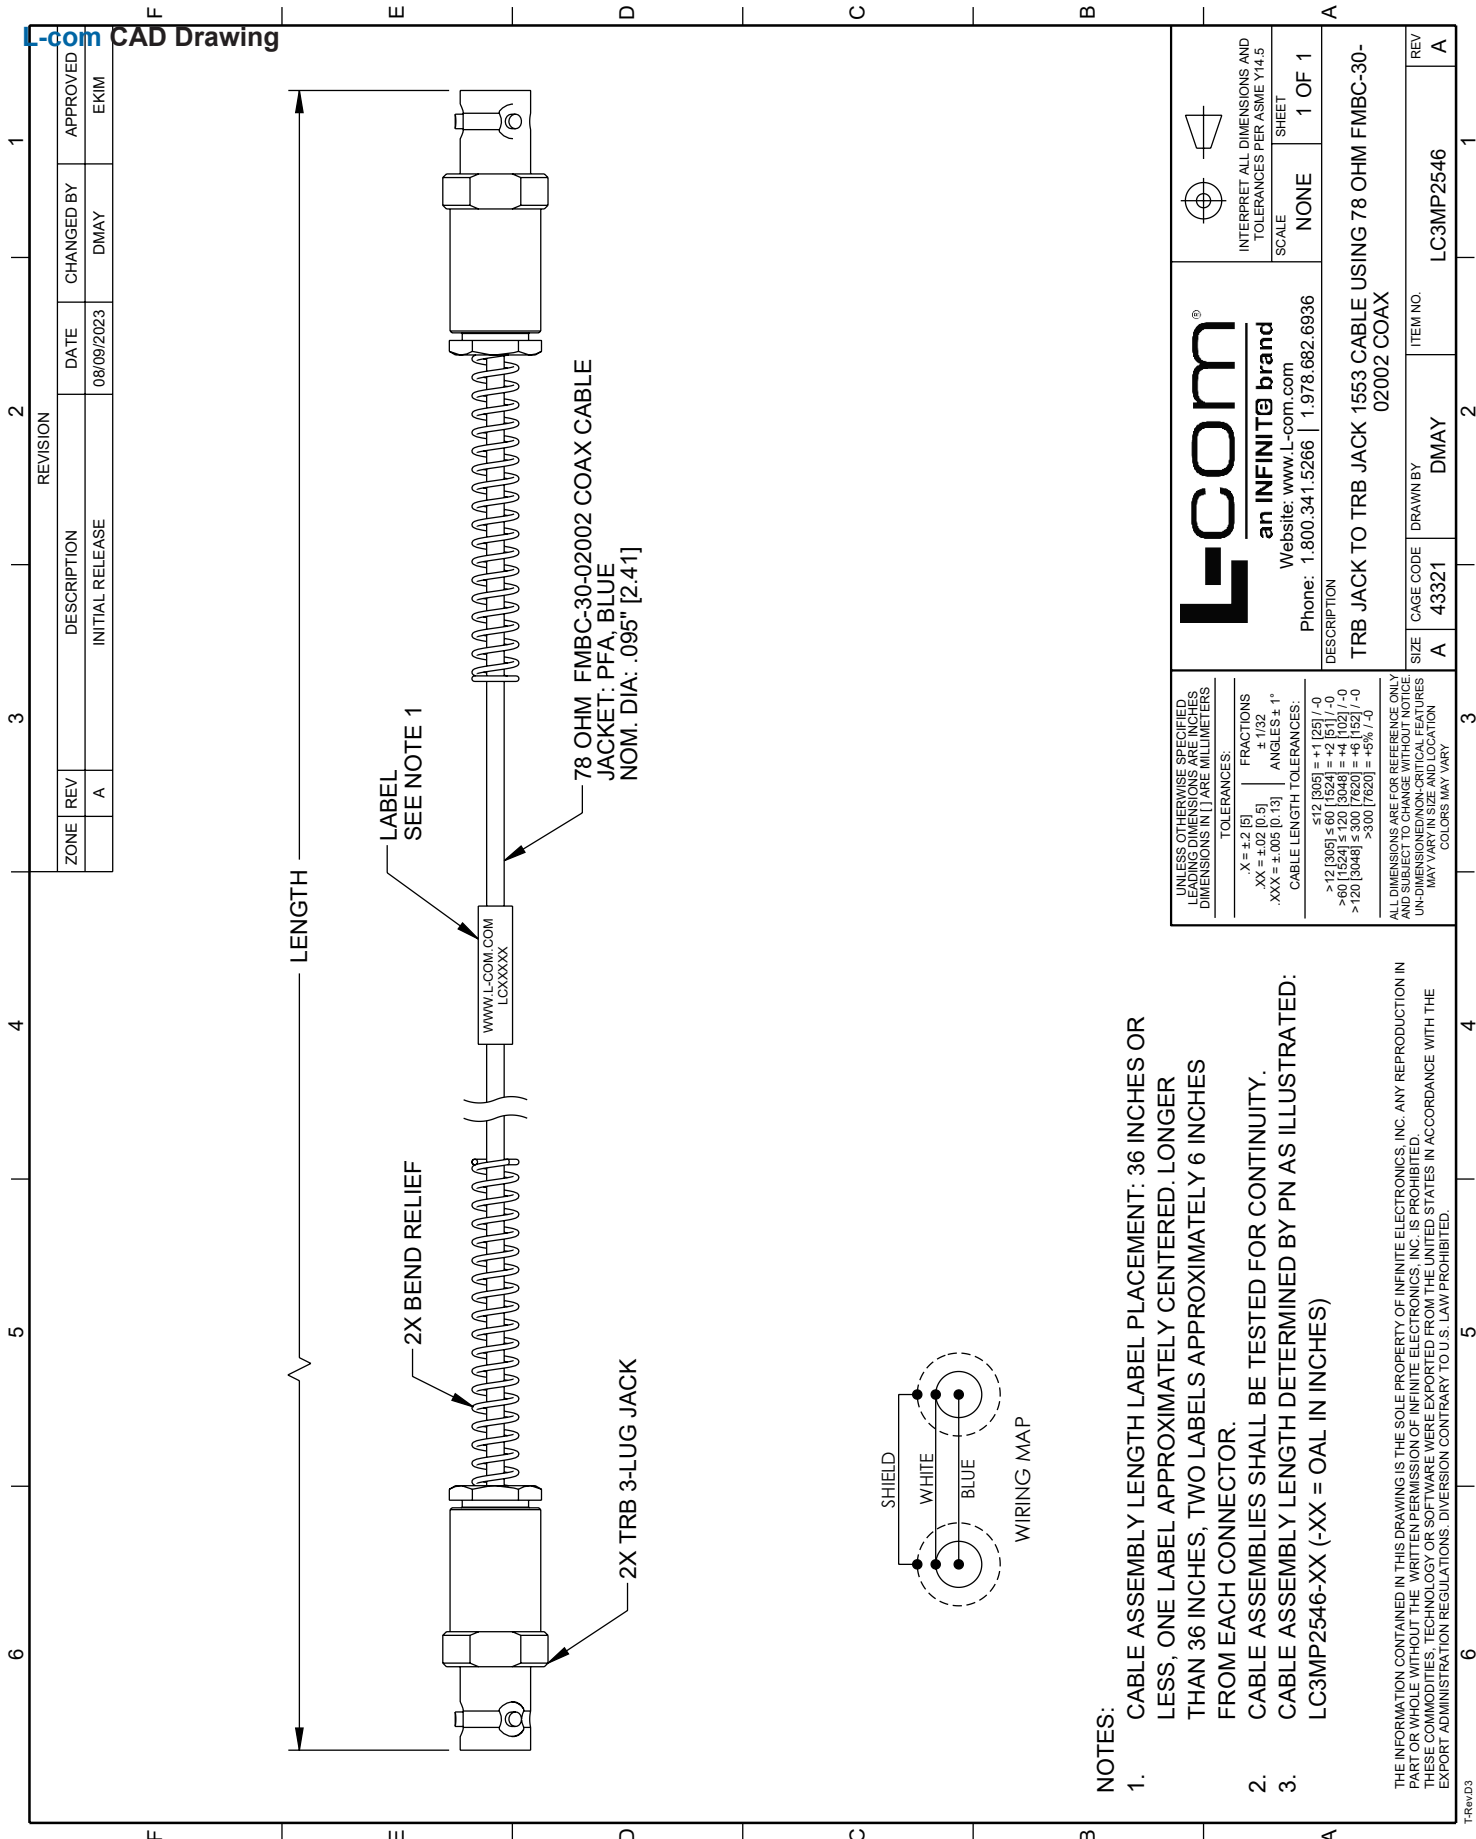 L-com CAD Drawing
REVISION
ZONE REV DESCRIPTION DATE CHANGED BY APPROVED
A INITIAL RELEASE 08/09/2023 DMAY EKIM
6 5 4 3 2 1
F
E
D
C
B
A
LENGTH
LABEL
SEE NOTE 1
2X BEND RELIEF
WWW.L-COM.COM
LCXXXXX
78 OHM FMBC-30-02002 COAX CABLE
JACKET: PFA, BLUE
NOM. DIA: .095" [2.41]
2X TRB 3-LUG JACK
SHIELD
WHITE
BLUE
WIRING MAP
NOTES:
1. CABLE ASSEMBLY LENGTH LABEL PLACEMENT: 36 INCHES OR
LESS, ONE LABEL APPROXIMATELY CENTERED. LONGER
THAN 36 INCHES, TWO LABELS APPROXIMATELY 6 INCHES
FROM EACH CONNECTOR.
2. CABLE ASSEMBLIES SHALL BE TESTED FOR CONTINUITY.
3. CABLE ASSEMBLY LENGTH DETERMINED BY PN AS ILLUSTRATED:
LC3MP2546-XX (-XX = OAL IN INCHES)
THE INFORMATION CONTAINED IN THIS DRAWING IS THE SOLE PROPERTY OF INFINITE ELECTRONICS, INC. ANY REPRODUCTION IN
PART OR WHOLE WITHOUT THE WRITTEN PERMISSION OF INFINITE ELECTRONICS, INC. IS PROHIBITED.
THESE COMMODITIES, TECHNOLOGY OR SOFTWARE WERE EXPORTED FROM THE UNITED STATES IN ACCORDANCE WITH THE
EXPORT ADMINISTRATION REGULATIONS. DIVERSION CONTRARY TO U.S. LAW PROHIBITED.
UNLESS OTHERWISE SPECIFIED
LEADING DIMENSIONS ARE INCHES
DIMENSIONS IN [ ] ARE MILLIMETERS
TOLERANCES:
.X = ±.2 [5] FRACTIONS
.XX = ±.02 [0.5] ± 1/32
.XXX = ±.005 [0.13] ANGLES ± 1°
CABLE LENGTH TOLERANCES:
≤12 [305] = +1 [25] / -0
>12 [305] ≤ 60 [1524] = +2 [51] / -0
>60 [1524] ≤ 120 [3048] = +4 [102] / -0
>120 [3048] ≤ 300 [7620] = +6 [152] / -0
>300 [7620] = +5% / -0
ALL DIMENSIONS ARE FOR REFERENCE ONLY
AND SUBJECT TO CHANGE WITHOUT NOTICE.
UN-DIMENSIONED/NON-CRITICAL FEATURES
MAY VARY IN SIZE AND LOCATION
COLORS MAY VARY
L-com®
an INFINITe brand
Website: www.L-com.com
Phone: 1.800.341.5266 | 1.978.682.6936
INTERPRET ALL DIMENSIONS AND
TOLERANCES PER ASME Y14.5
SCALE SHEET
NONE 1 OF 1
DESCRIPTION
TRB JACK TO TRB JACK 1553 CABLE USING 78 OHM FMBC-30-
02002 COAX
SIZE CAGE CODE DRAWN BY ITEM NO. REV
A 43321 DMAY LC3MP2546 A
F
E
D
C
B
A
T-Rev.D3
6 5 4 3 2 1